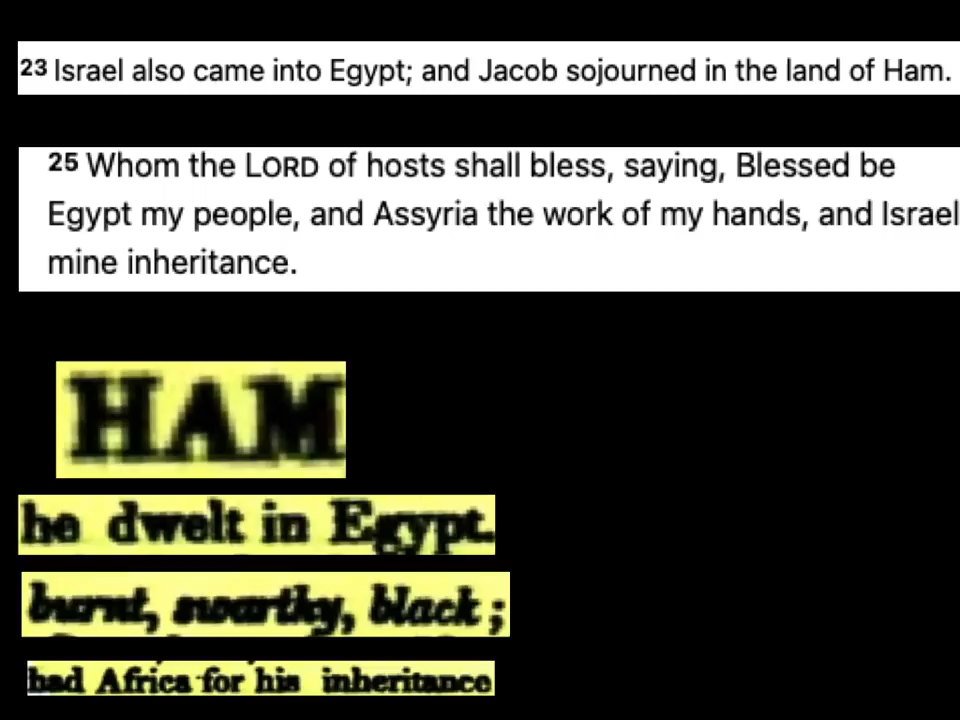 23 Israel also came into Egypt; and Jacob sojourned in the land of Ham.
25 Whom the LORD of hosts shall bless, saying, Blessed be
Egypt my people, and Assyria the work of my hands, and Israel
mine inheritance.
HAM
he dwelt in Egypt.
burnt, swarthy, black;
had Africa for his inheritance